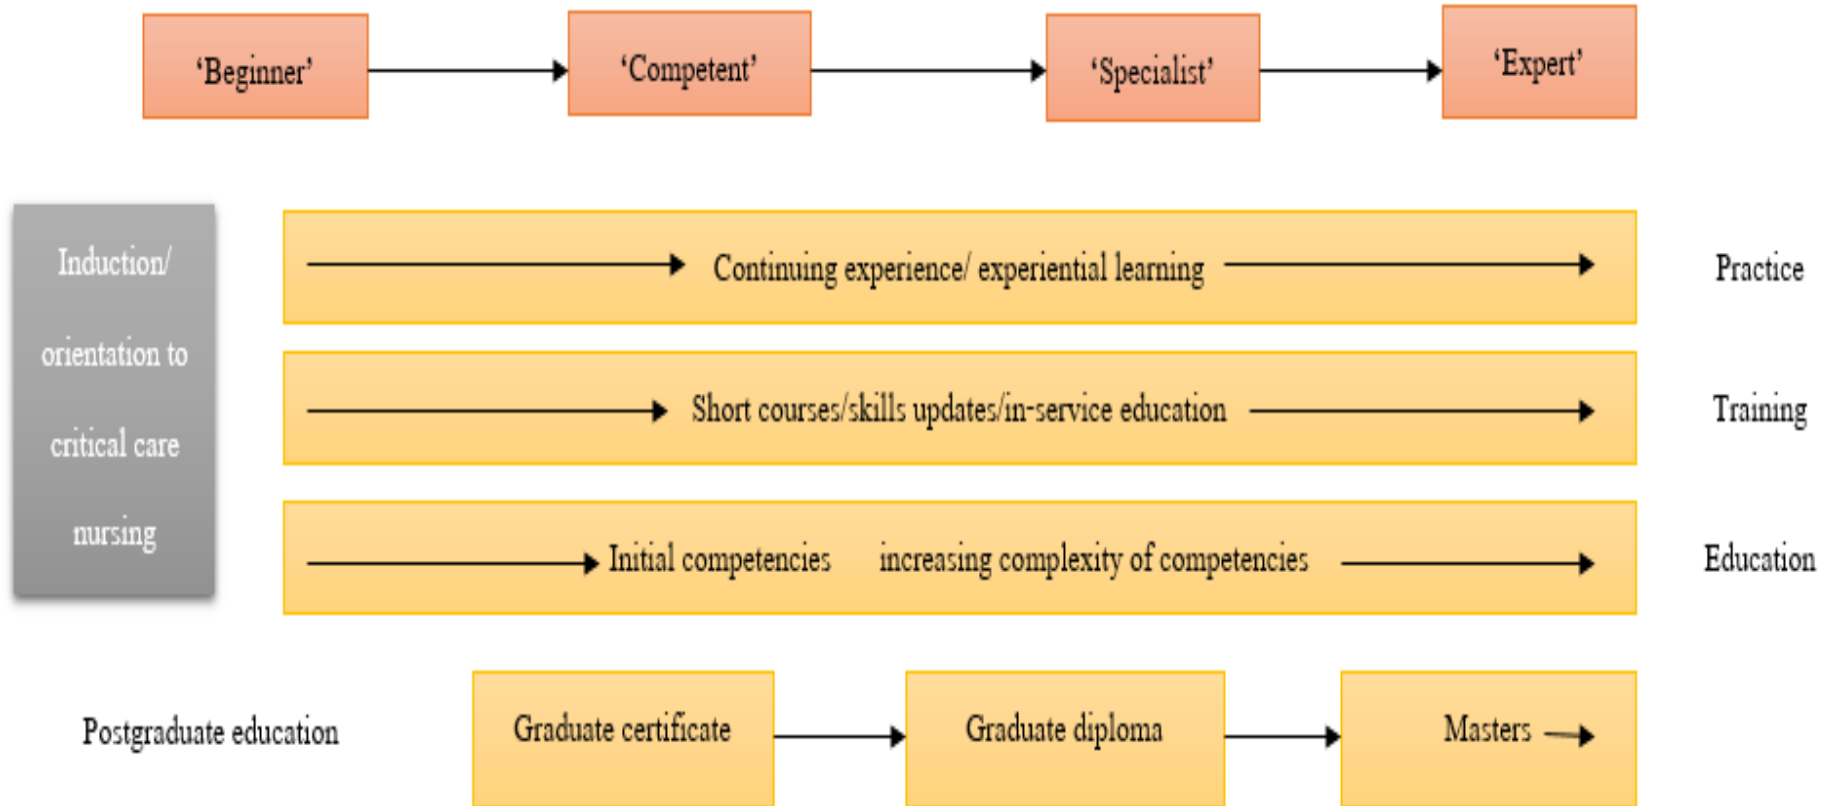 ‘Beginner’
‘Competent’
‘Specialist’
‘Expert’
Induction/
orientation to
critical care
nursing
Continuing experience/ experiential learning
Practice
Short courses/skills updates/in-service education
Training
Initial competencies increasing complexity of competencies
Education
Postgraduate education
Graduate certificate
Graduate diploma
Masters